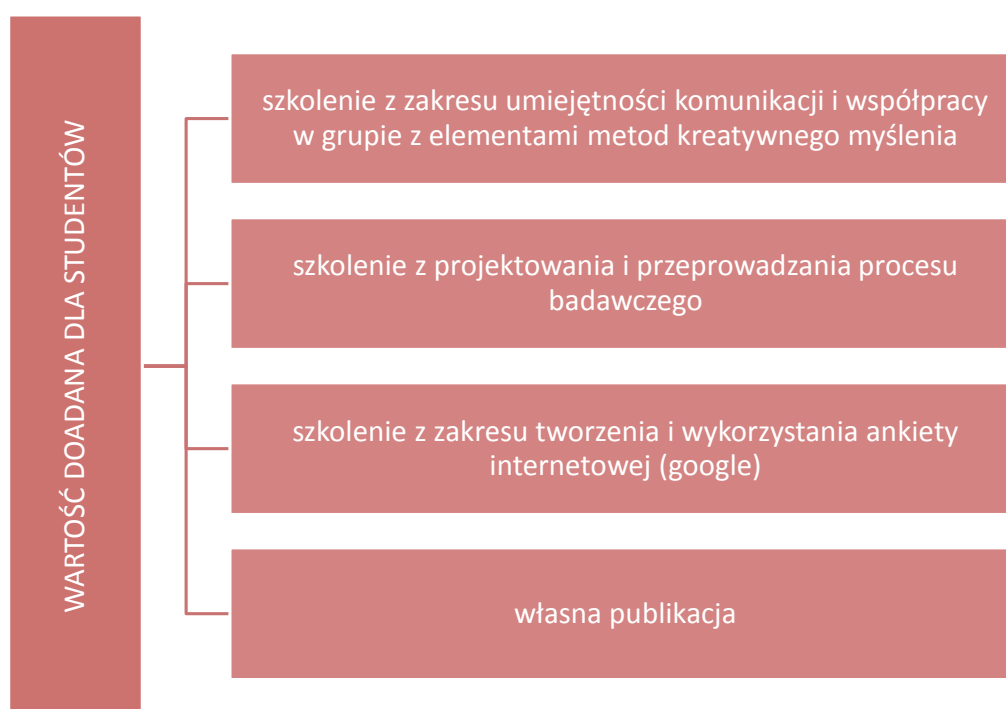 WARTOŚĆ DOADANA DLA STUDENTÓW
szkolenie z zakresu umiejętności komunikacji i współpracy
w grupie z elementami metod kreatywnego myślenia
szkolenie z projektowania i przeprowadzania procesu
badawczego
szkolenie z zakresu tworzenia i wykorzystania ankiety
internetowej (google)
własna publikacja